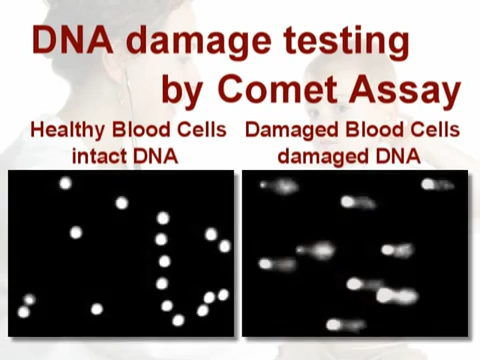 DNA damage testing
by Comet Assay
Healthy Blood Cells
intact DNA
Damaged Blood Cells
damaged DNA